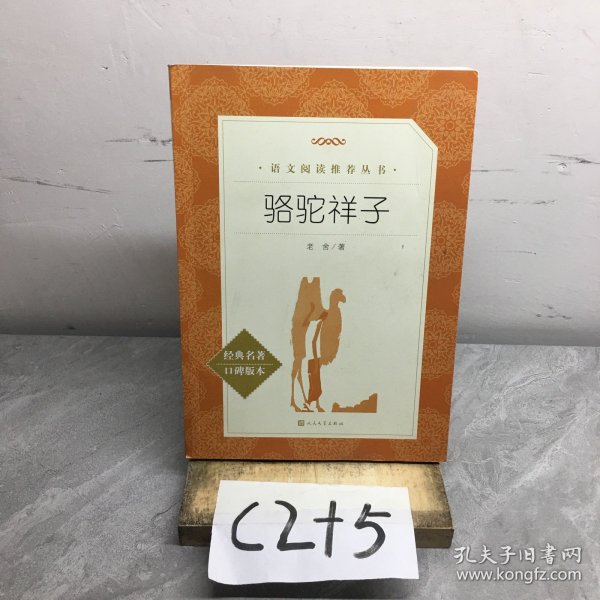 ·语文阅读推荐丛书·
骆驼祥子
老舍/著
经典名著
口碑版本
人民文学出版社
C2+5
孔夫子旧书网
www.kongfz.com